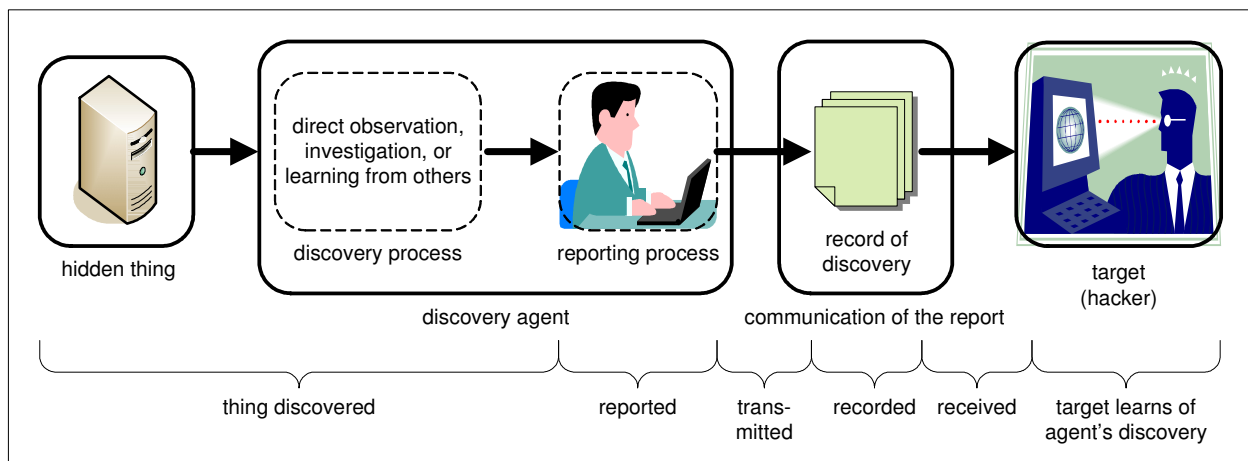 direct observation,
investigation, or
learning from others
hidden thing
discovery process
reporting process
record of
discovery
target
(hacker)
discovery agent
communication of the report
thing discovered
reported
trans-
mitted
recorded
received
target learns of
agent's discovery